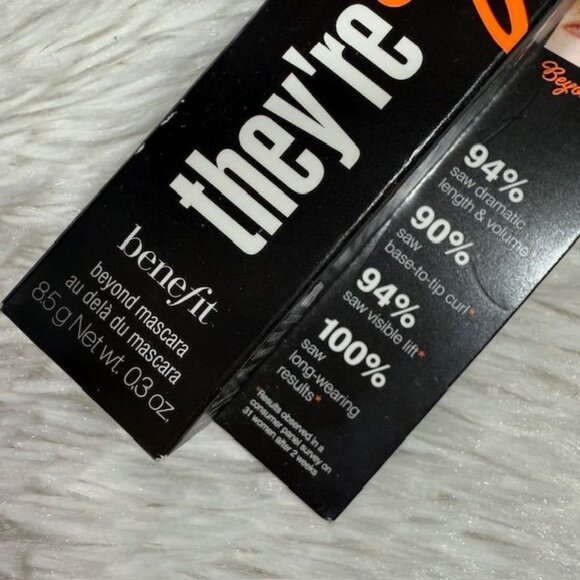 they're
benefit
beyond mascara
au delà du mascara
8.5 g Net wt. 0.3 oz.
94%
saw dramatic
length & volume
90%
saw
base-to-tip curl*
94%
saw visible lift*
100%
saw
long-wearing
results*
*Results observed in a
consumer panel survey on
31 women after 2 weeks